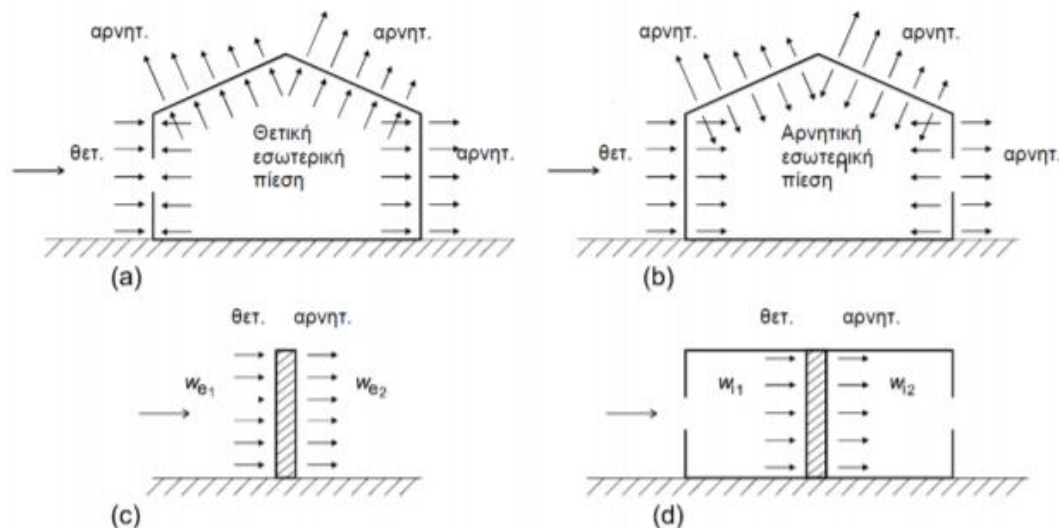 αρνητ. αρνητ.
θετ.
Θετική
εσωτερική
πίεση
αρνητ.
(a)
αρνητ. αρνητ.
θετ.
Αρνητική
εσωτερική
πίεση
αρνητ.
(b)
θετ. αρνητ.
we1 we2
(c)
θετ. αρνητ.
wi1 wi2
(d)